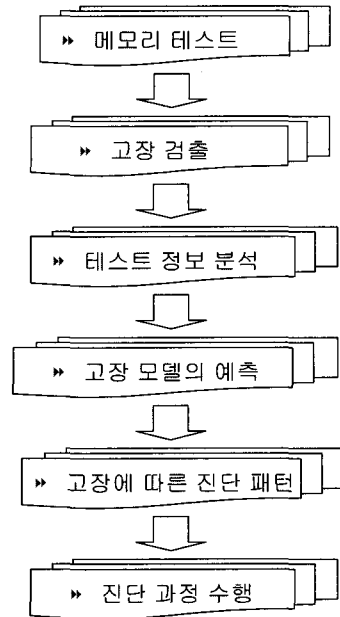 ▸▸ 메모리 테스트
▸▸ 고장 검출
▸▸ 테스트 정보 분석
▸▸ 고장 모델의 예측
▸▸ 고장에 따른 진단 패턴
▸▸ 진단 과정 수행